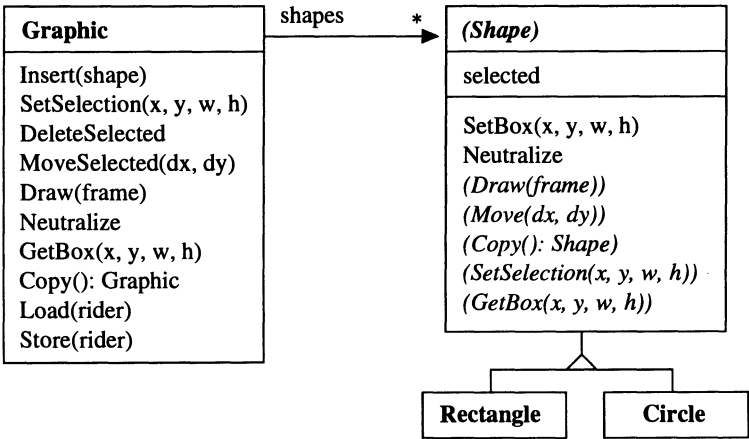 Graphic
Insert(shape)
SetSelection(x, y, w, h)
DeleteSelected
MoveSelected(dx, dy)
Draw(frame)
Neutralize
GetBox(x, y, w, h)
Copy(): Graphic
Load(rider)
Store(rider)
shapes *
(Shape)
selected
SetBox(x, y, w, h)
Neutralize
(Draw(frame))
(Move(dx, dy))
(Copy(): Shape)
(SetSelection(x, y, w, h))
(GetBox(x, y, w, h))
Rectangle
Circle